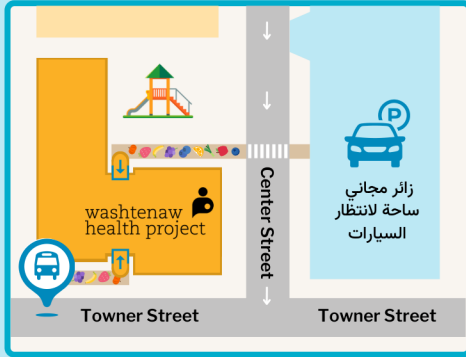 P
زائر مجاني
ساحة لانتظار
السيارات
Center Street
washtenaw
health project
Towner Street
Towner Street